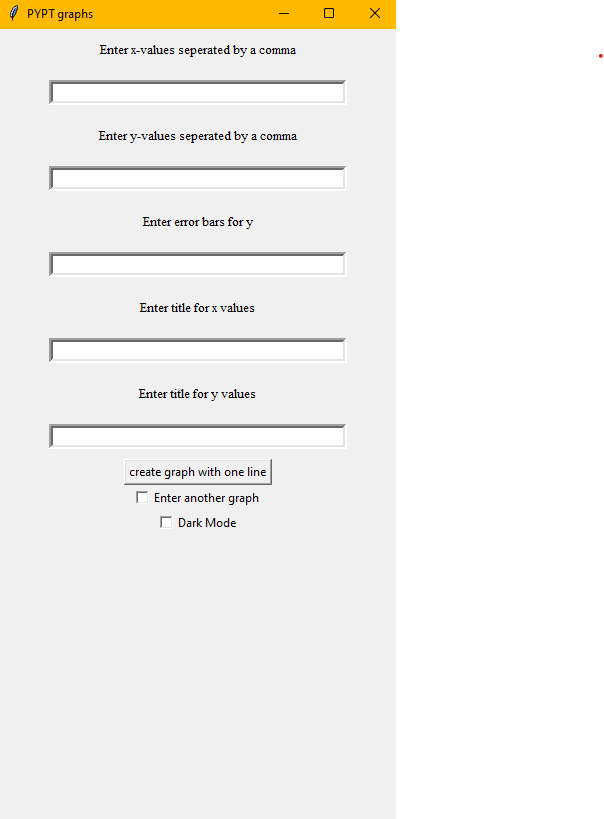 PYPT graphs
Enter x-values seperated by a comma
Enter y-values seperated by a comma
Enter error bars for y
Enter title for x values
Enter title for y values
create graph with one line
Enter another graph
Dark Mode